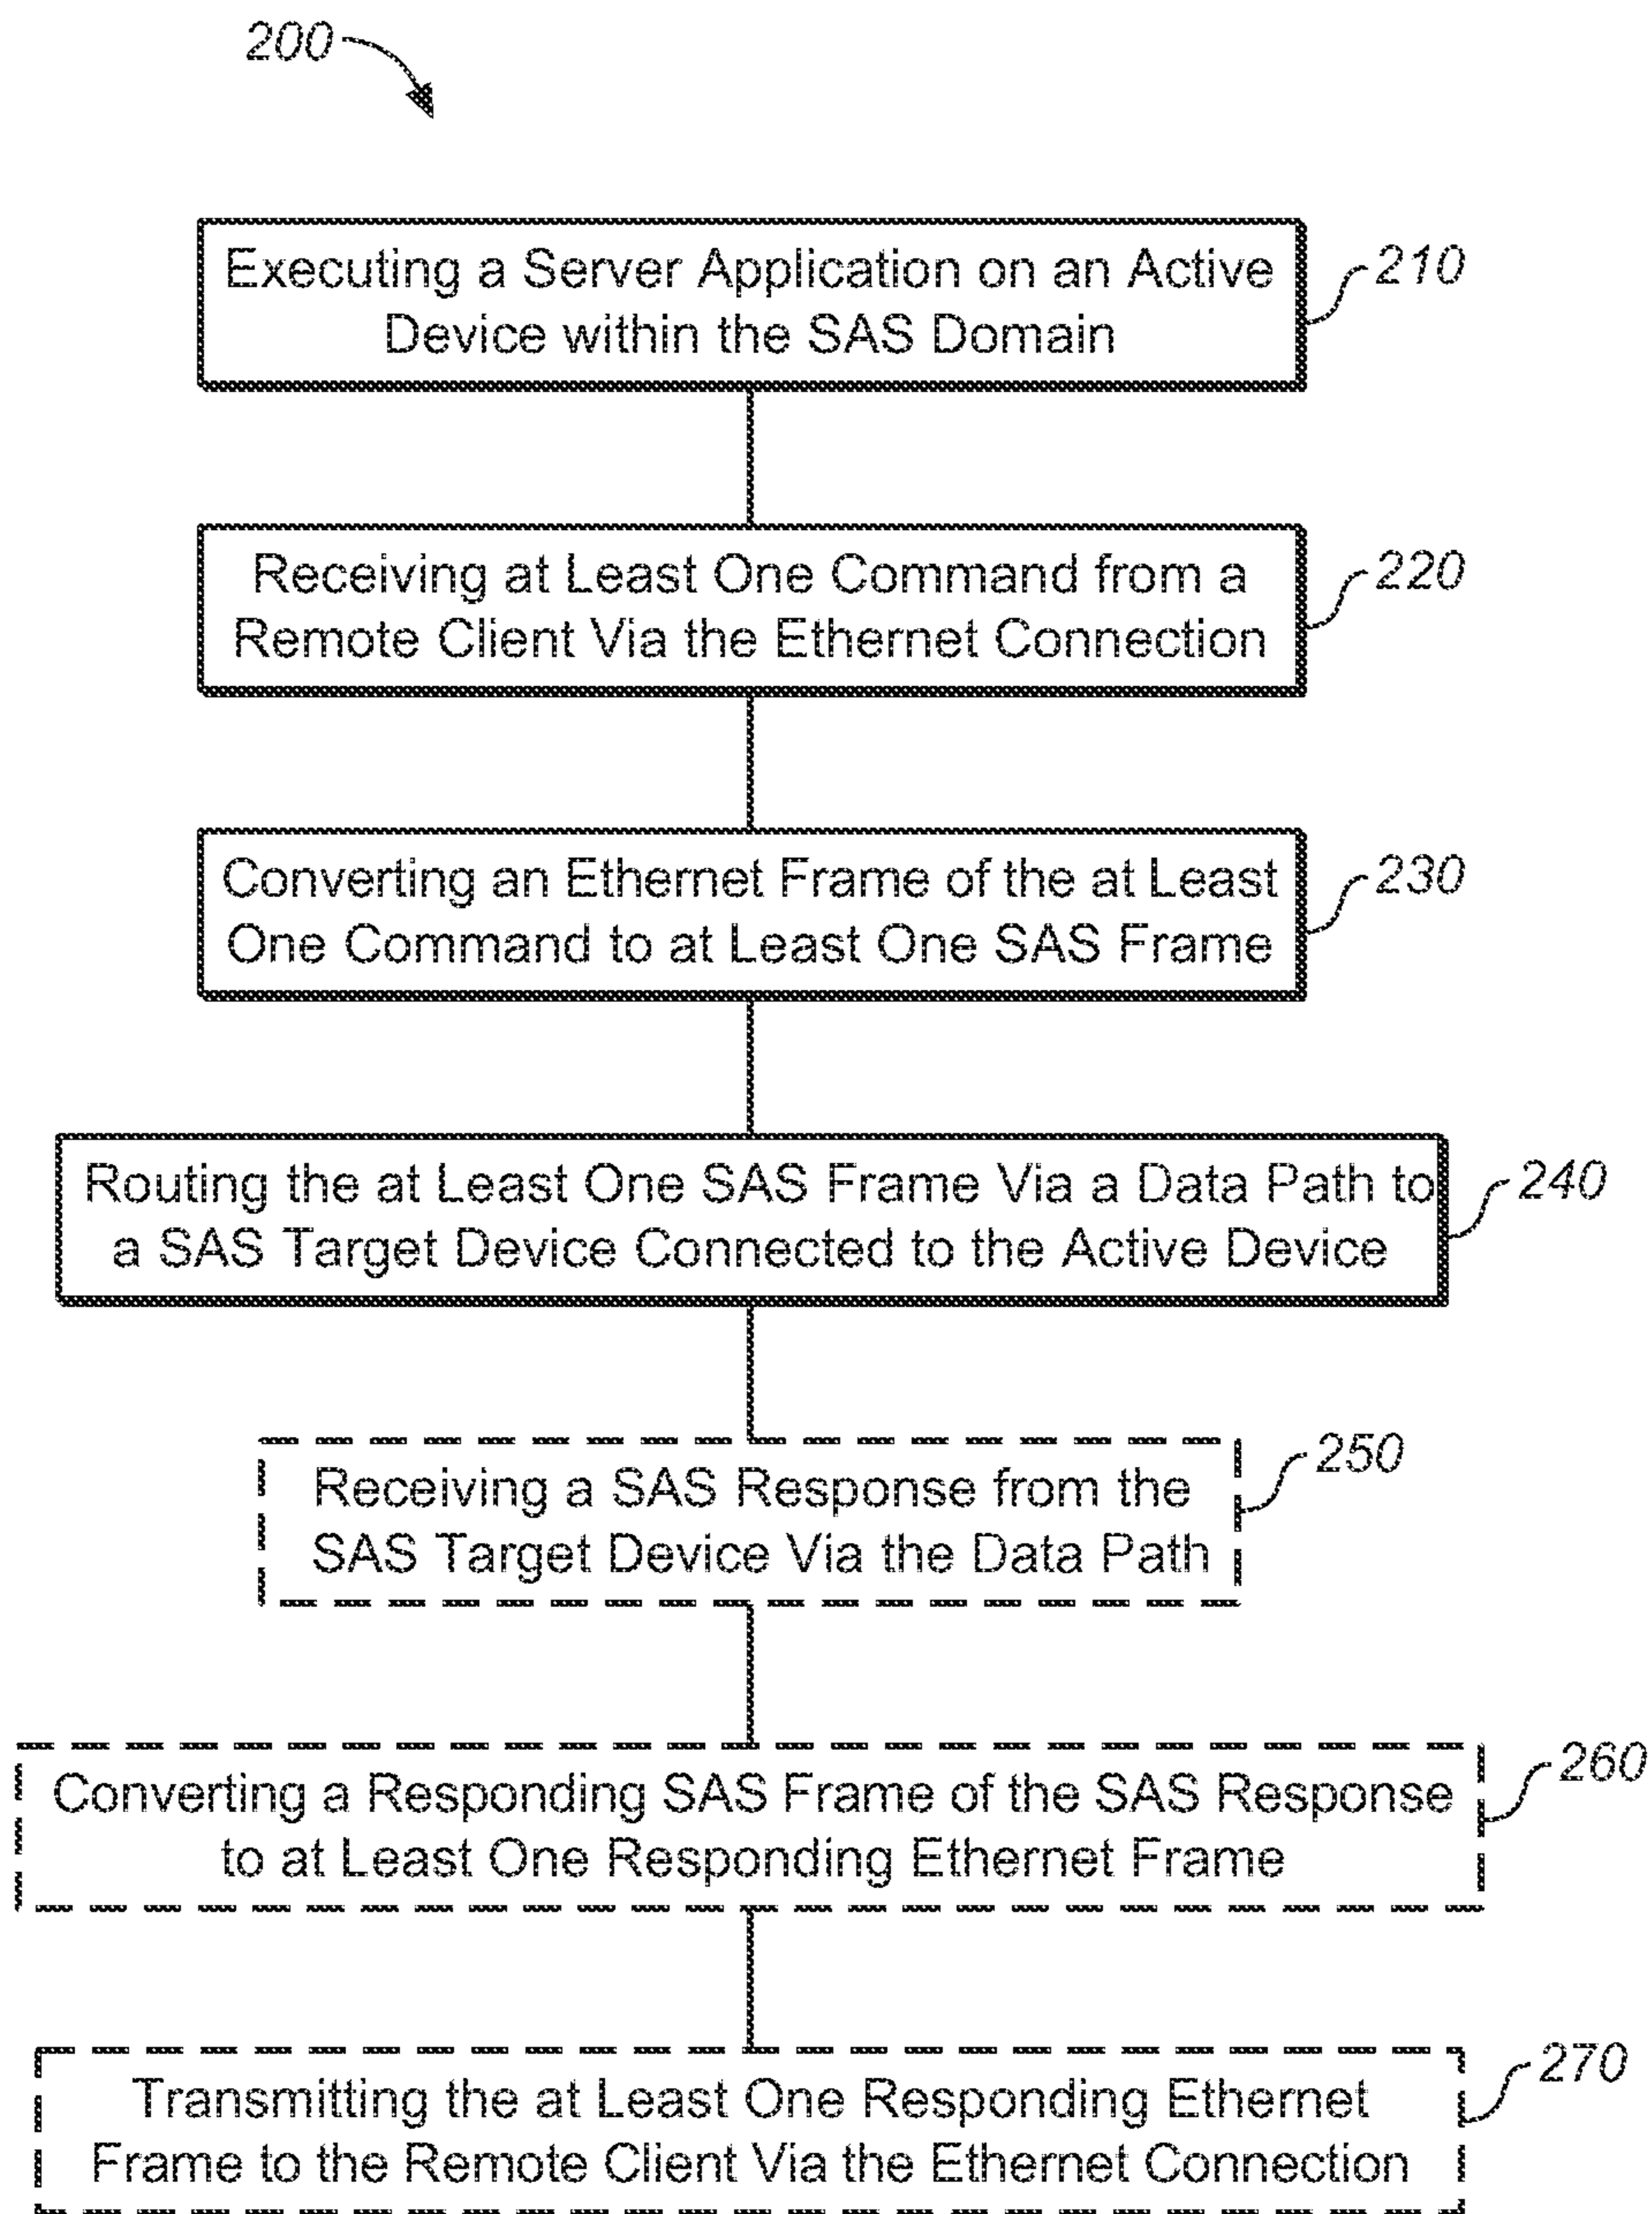 200
Executing a Server Application on an Active
Device within the SAS Domain
210
Receiving at Least One Command from a
Remote Client Via the Ethernet Connection
220
Converting an Ethernet Frame of the at Least
One Command to at Least One SAS Frame
230
Routing the at Least One SAS Frame Via a Data Path to
a SAS Target Device Connected to the Active Device
240
Receiving a SAS Response from the
SAS Target Device Via the Data Path
250
Converting a Responding SAS Frame of the SAS Response
to at Least One Responding Ethernet Frame
260
Transmitting the at Least One Responding Ethernet
Frame to the Remote Client Via the Ethernet Connection
270